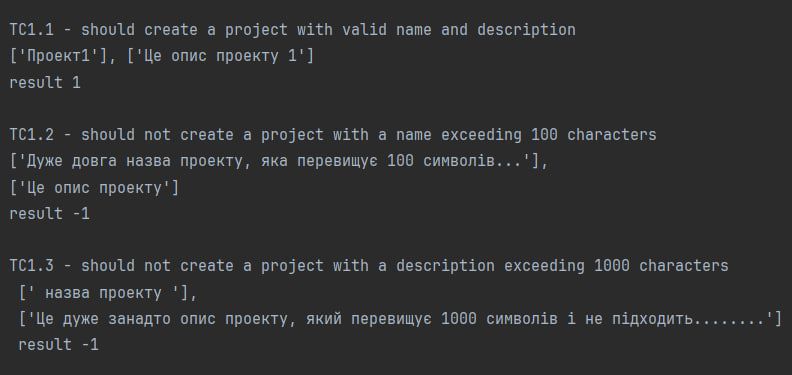 TC1.1 - should create a project with valid name and description
['Проект1'], ['Це опис проекту 1']
result 1
TC1.2 - should not create a project with a name exceeding 100 characters
['Дуже довга назва проекту, яка перевищує 100 символів...'],
['Це опис проекту']
result -1
TC1.3 - should not create a project with a description exceeding 1000 characters
[' назва проекту '],
['Це дуже занадто опис проекту, який перевищує 1000 символів і не підходить........']
result -1